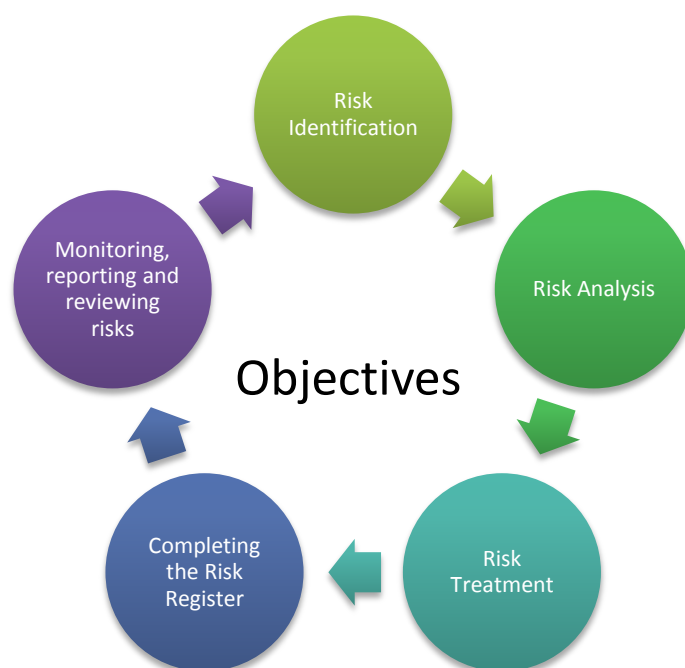 Risk
Identification
Monitoring,
reporting and
reviewing
risks
Risk Analysis
Objectives
Completing
the Risk
Register
Risk
Treatment